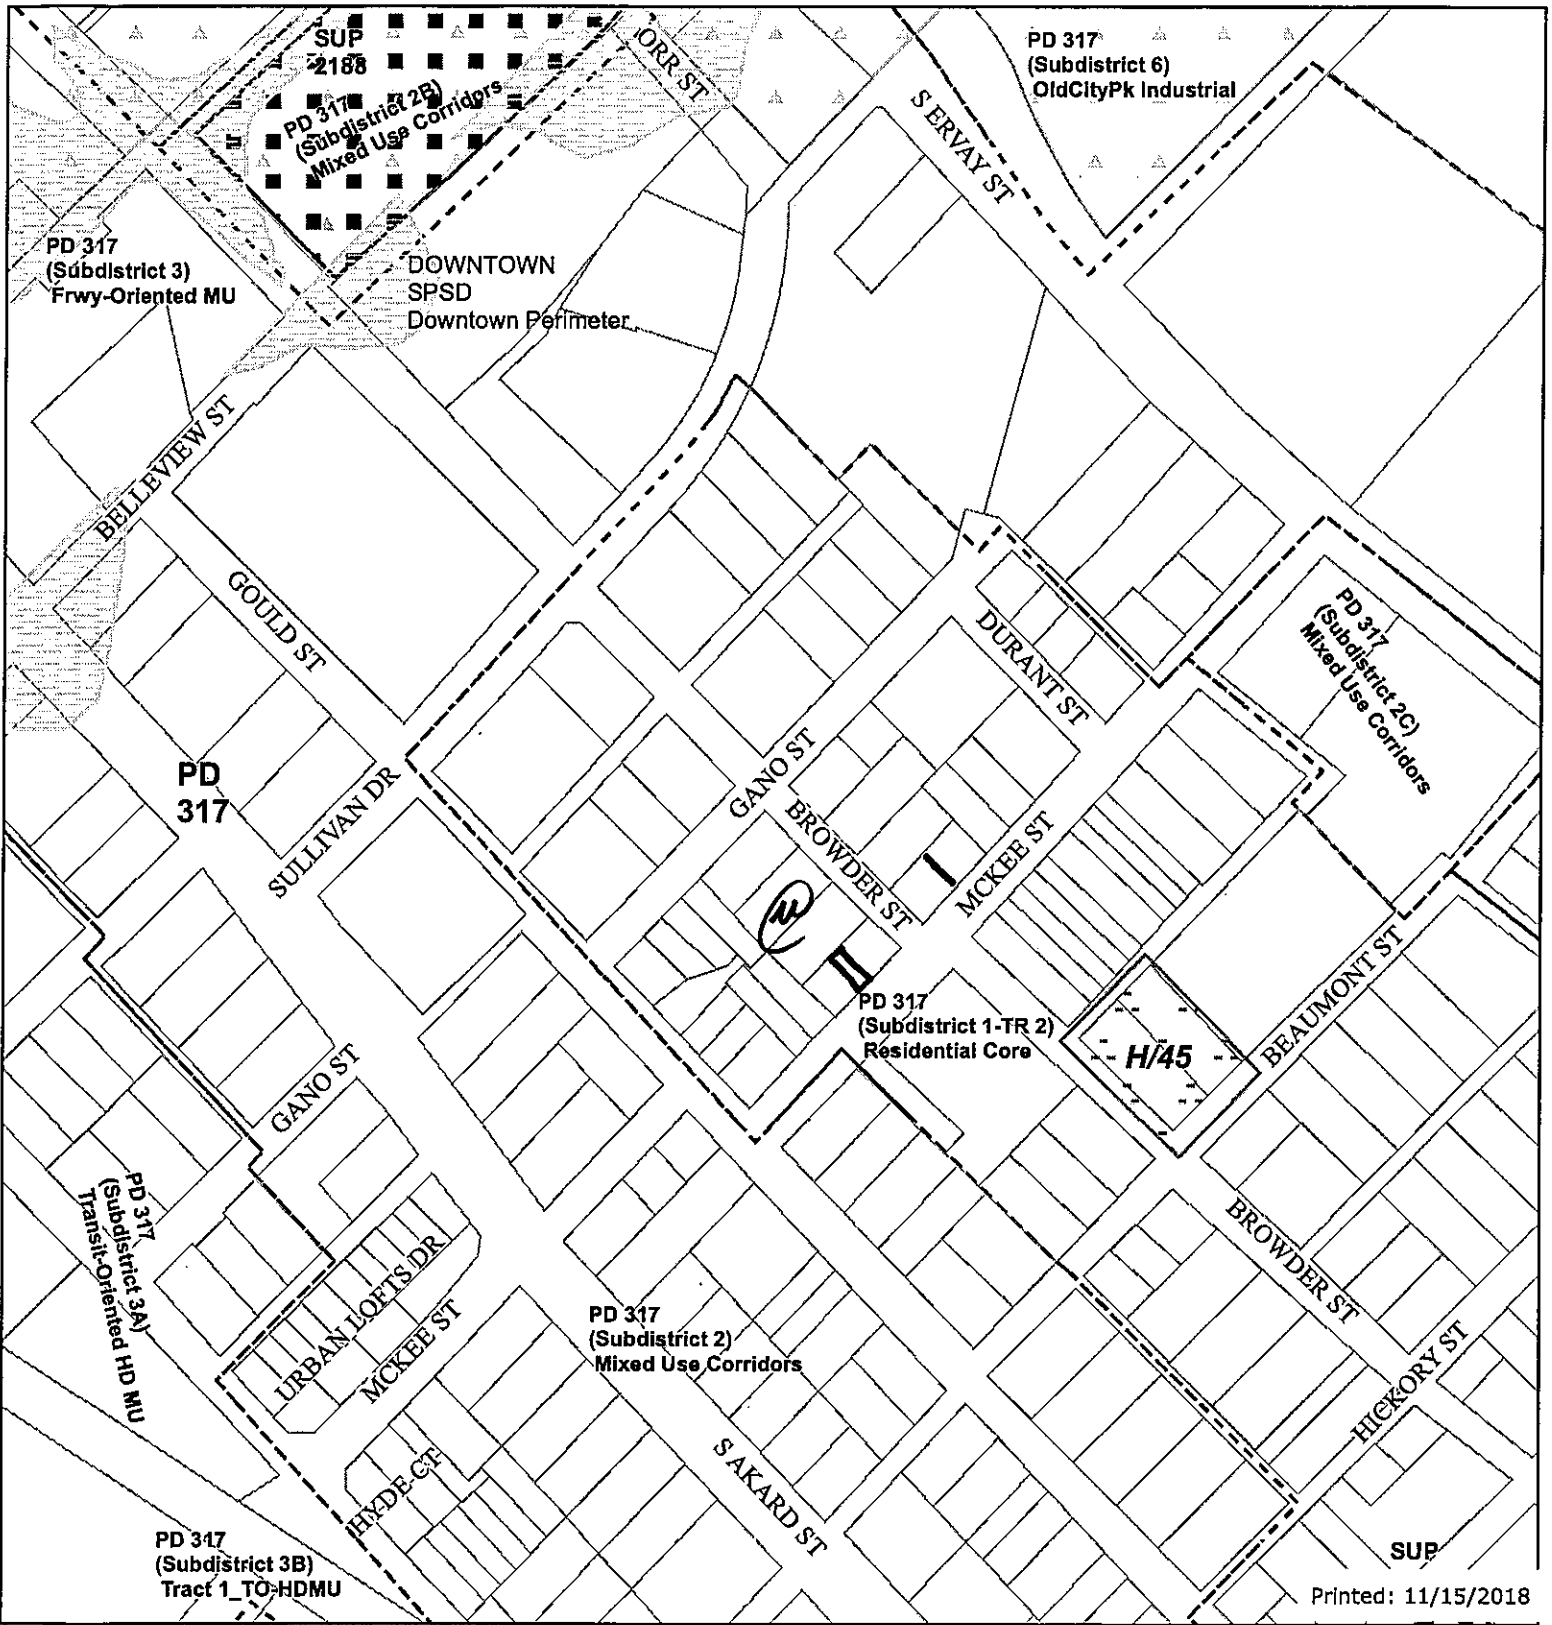 SUP
2188
PD 317
(Subdistrict 2B)
Mixed Use Corridors
ORR ST
PD 317
(Subdistrict 6)
OldCityPk Industrial
S ERVAY ST
PD 317
(Subdistrict 3)
Frwy-Oriented MU
DOWNTOWN
SPSD
Downtown Perimeter
BELLEVIEW ST
GOULD ST
DURANT ST
PD 317
(Subdistrict 2C)
Mixed Use Corridors
PD
317
SULLIVAN DR
GANO ST
BROWDER ST
MCKEE ST
PD 317
(Subdistrict 1-TR 2)
Residential Core
H/45
BEAUMONT ST
GANO ST
PD 317
(Subdistrict 3A)
Transit-Oriented HD MU
URBAN LOFTS DR
MCKEE ST
PD 317
(Subdistrict 2)
Mixed Use Corridors
BROWDER ST
HICKORY ST
HYDE CT
S AKARD ST
PD 317
(Subdistrict 3B)
Tract 1_TO-HDMU
SUP
Printed: 11/15/2018